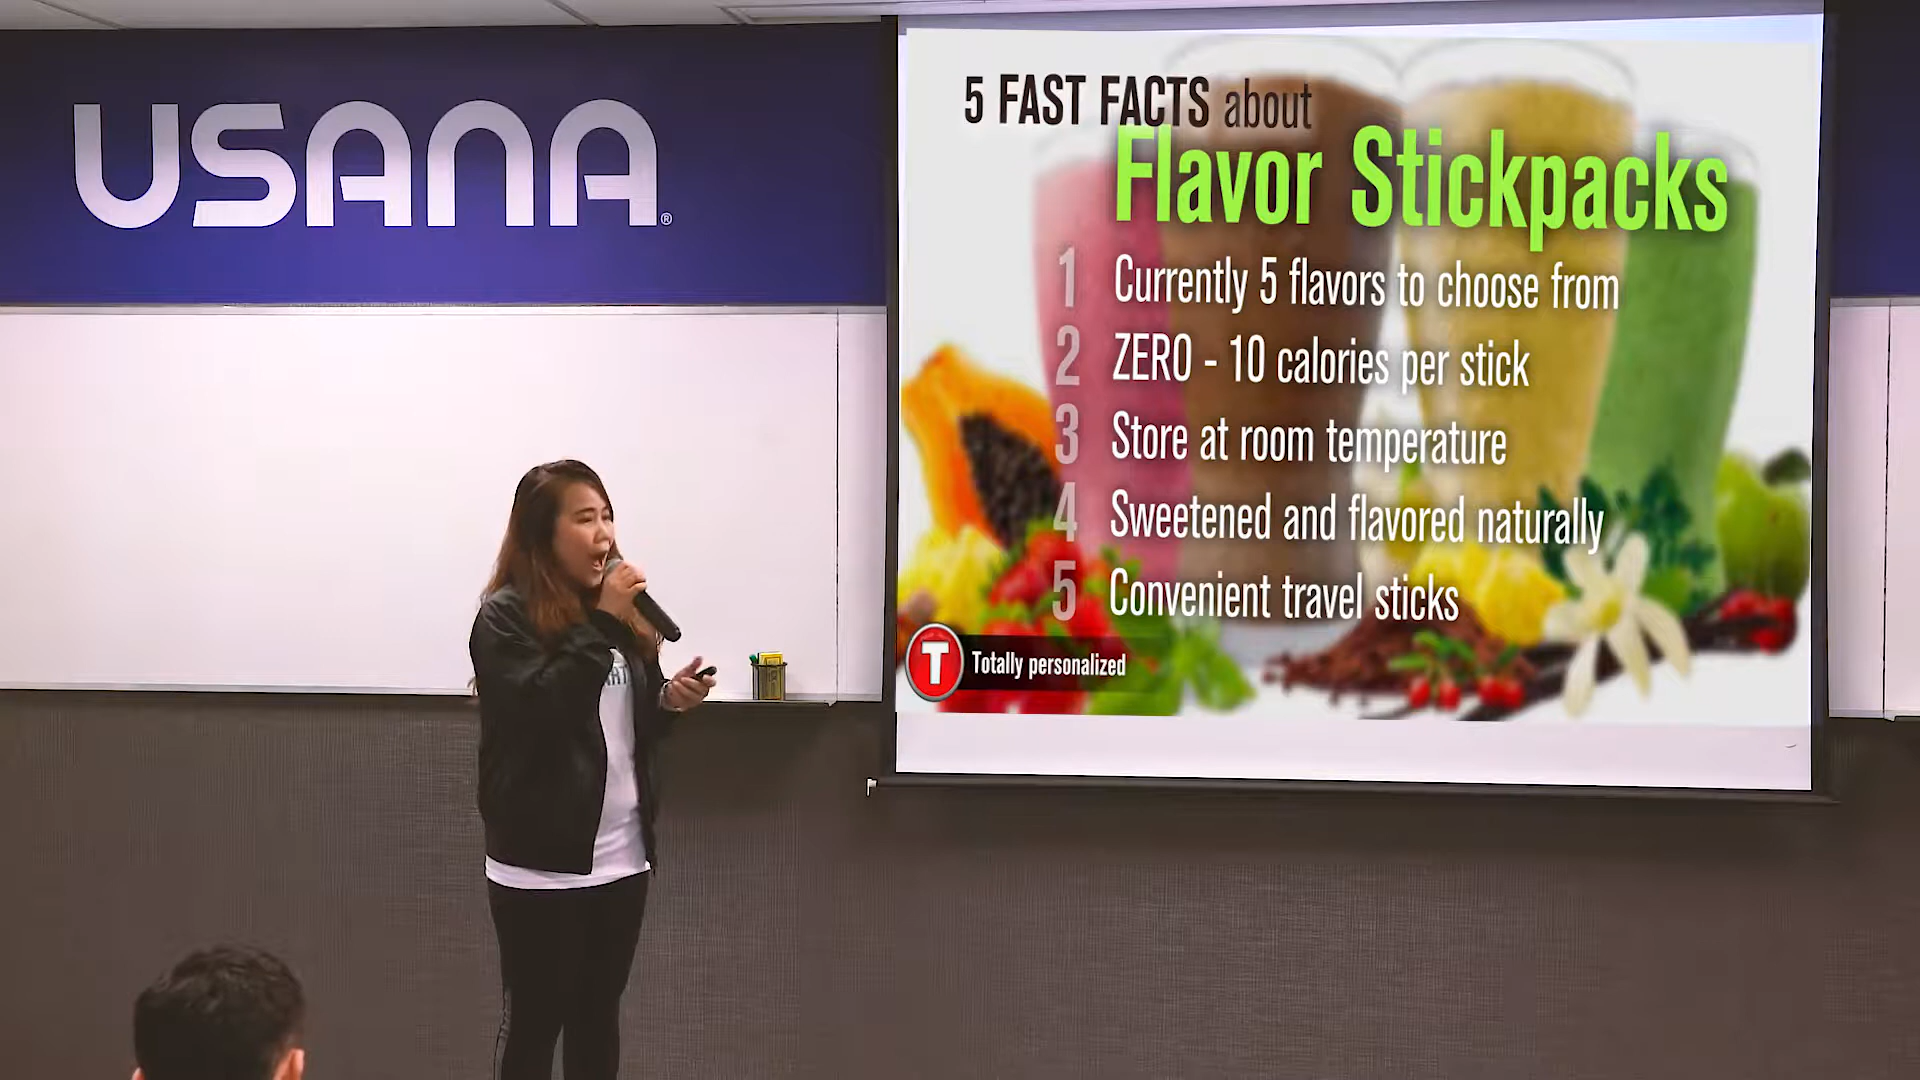 USANA®
5 FAST FACTS about
Flavor Stickpacks
1 Currently 5 flavors to choose from
2 ZERO - 10 calories per stick
3 Store at room temperature
4 Sweetened and flavored naturally
5 Convenient travel sticks
T Totally personalized